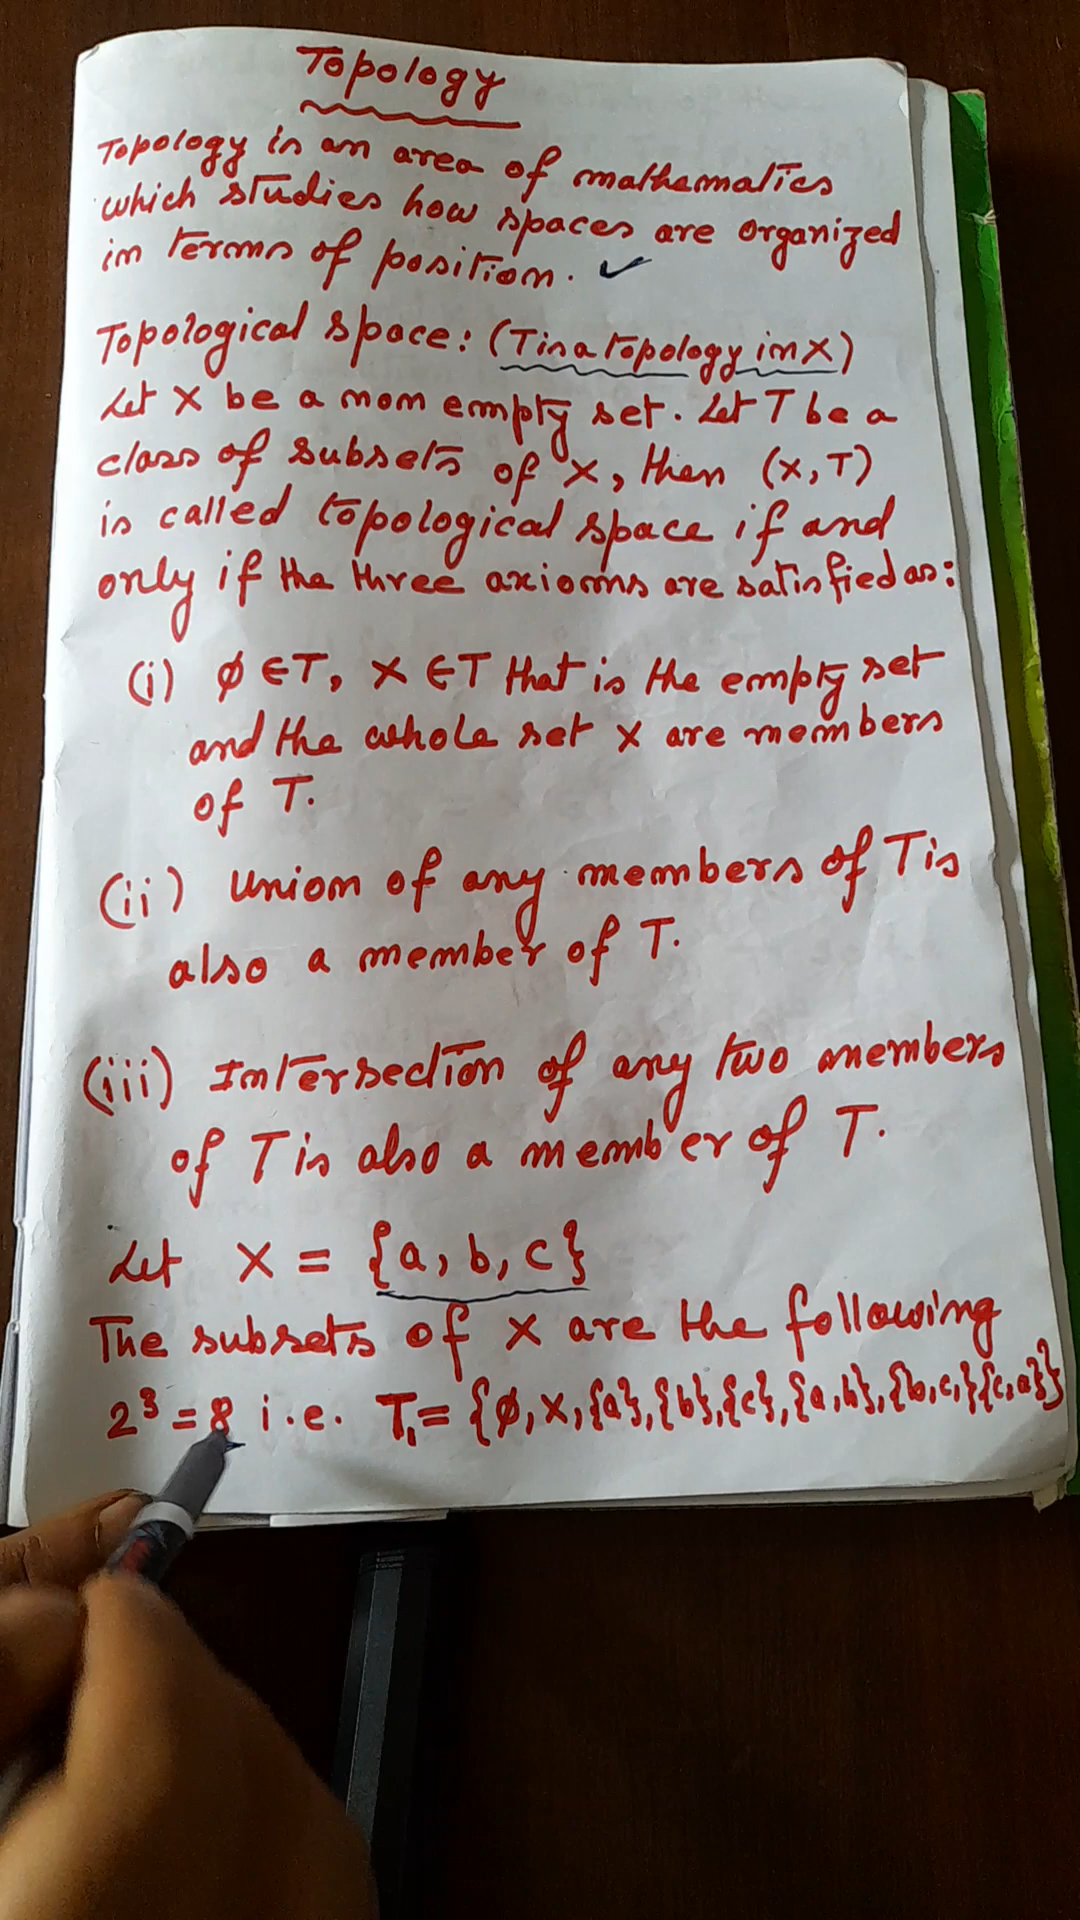 Topology
Topology is an area of mathematics
which studies how spaces are organized
in terms of position. ✓
Topological space: (T is a topology in X)
Let X be a non empty set. Let T be a
class of subsets of X, then (X, T)
is called topological space if and
only if the three axioms are satisfied as:
(i) ϕ ∈ T, X ∈ T that is the empty set
and the whole set X are members
of T.
(ii) Union of any members of T is
also a member of T.
(iii) Intersection of any two members
of T is also a member of T.
Let X = {a, b, c}
The subsets of X are the following
2³ = 8 i.e. T₁ = {ϕ, X, {a}, {b}, {c}, {a, b}, {b, c,} {c, a}}